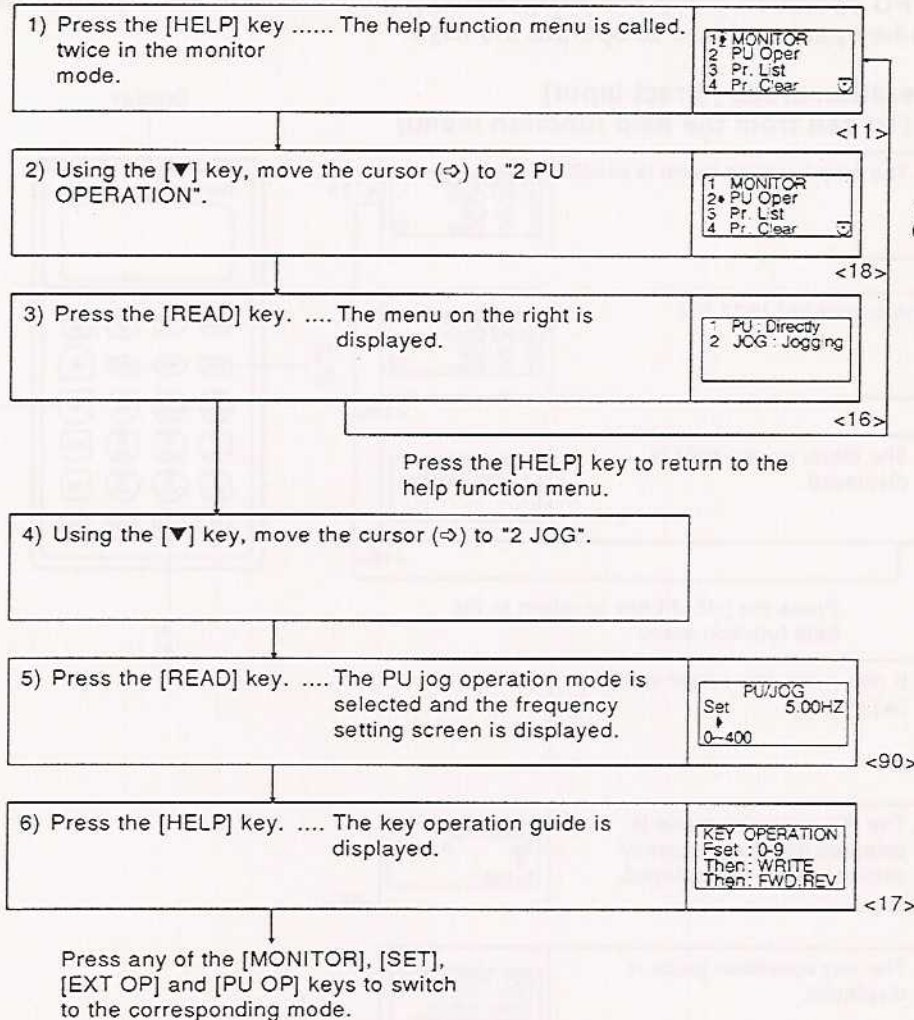 1) Press the [HELP] key ...... The help function menu is called.
twice in the monitor
mode.
1 MONITOR
2 PU Oper
3 Pr. List
4 Pr. Clear
<11>
2) Using the [▼] key, move the cursor (⇨) to "2 PU
OPERATION".
1 MONITOR
2 PU Oper
3 Pr. List
4 Pr. Clear
<18>
3) Press the [READ] key. .... The menu on the right is
displayed.
1 PU : Directly
2 JOG : Jogging
<16>
Press the [HELP] key to return to the
help function menu.
4) Using the [▼] key, move the cursor (⇨) to "2 JOG".
5) Press the [READ] key. .... The PU jog operation mode is
selected and the frequency
setting screen is displayed.
PU/JOG
Set 5.00HZ
0~400
<90>
6) Press the [HELP] key. .... The key operation guide is
displayed.
KEY OPERATION
Fset : 0-9
Then: WRITE
Then: FWD.REV
<17>
Press any of the [MONITOR], [SET],
[EXT OP] and [PU OP] keys to switch
to the corresponding mode.